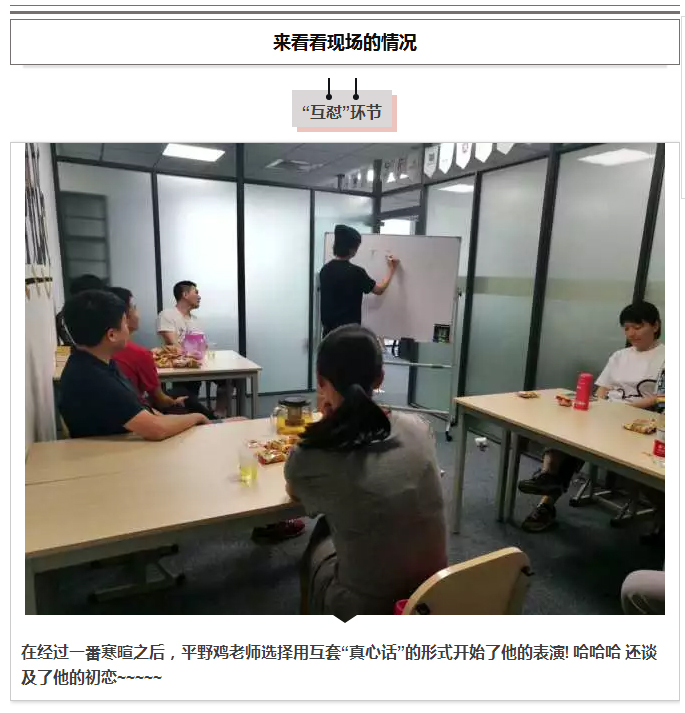 来看看现场的情况
“互怼”环节
在经过一番寒暄之后，平野鸡老师选择用互套“真心话”的形式开始了他的表演! 哈哈哈 还谈
及了他的初恋~~~~~